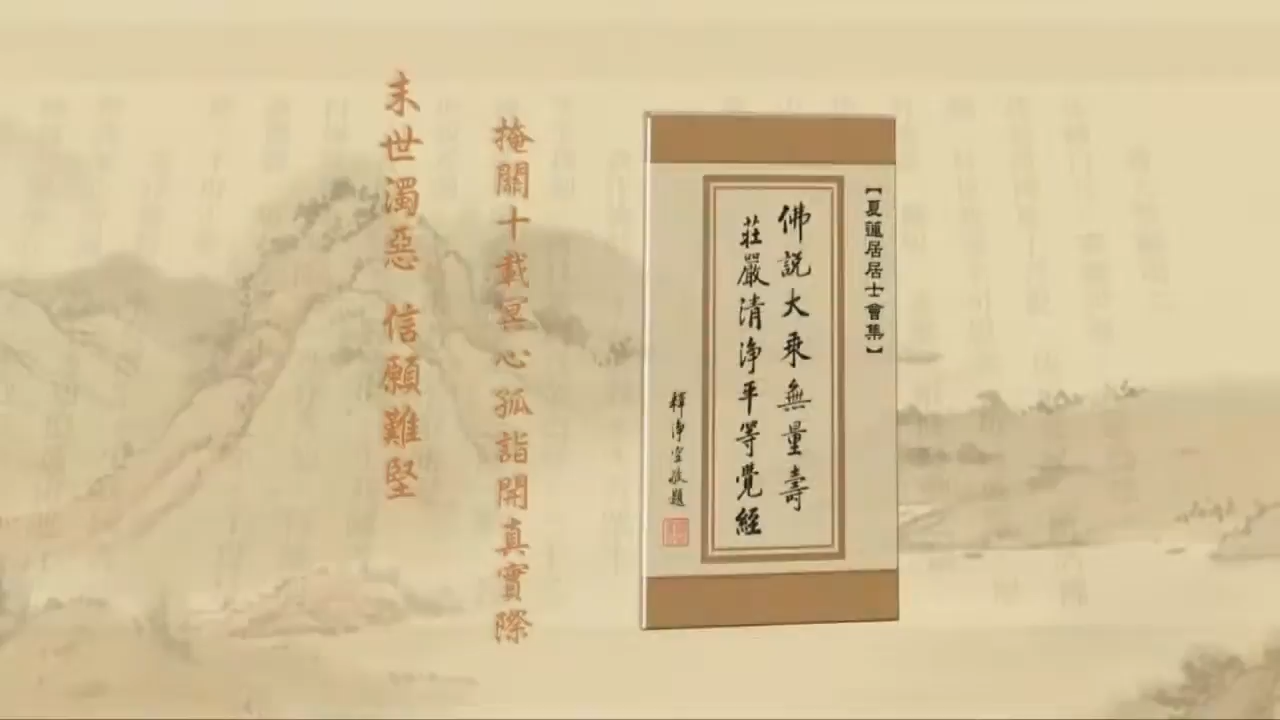 【夏蓮居居士會集】
佛說大乘無量壽
莊嚴清淨平等覺經
釋淨空敬題
掩關十載冥心孤詣開真實際
末世濁惡 信願難堅